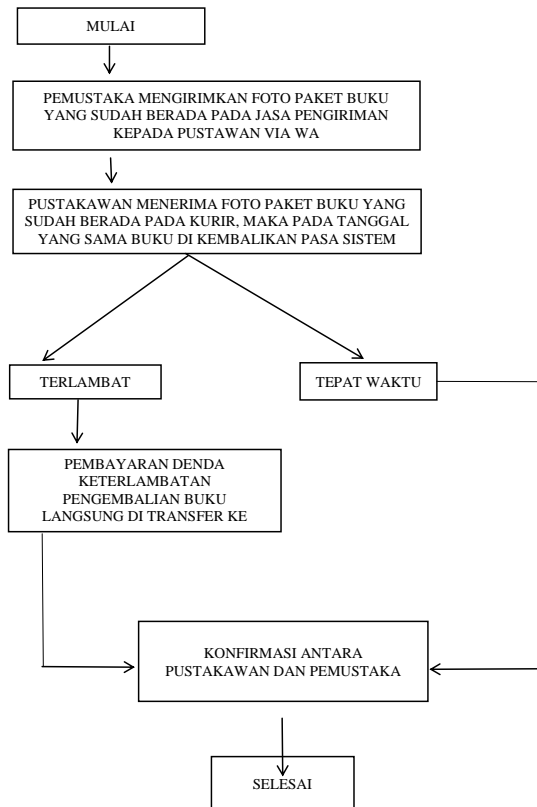 MULAI
PEMUSTAKA MENGIRIMKAN FOTO PAKET BUKU
YANG SUDAH BERADA PADA JASA PENGIRIMAN
KEPADA PUSTAWAN VIA WA
PUSTAKAWAN MENERIMA FOTO PAKET BUKU YANG
SUDAH BERADA PADA KURIR, MAKA PADA TANGGAL
YANG SAMA BUKU DI KEMBALIKAN PASA SISTEM
TERLAMBAT
TEPAT WAKTU
PEMBAYARAN DENDA
KETERLAMBATAN
PENGEMBALIAN BUKU
LANGSUNG DI TRANSFER KE
KONFIRMASI ANTARA
PUSTAKAWAN DAN PEMUSTAKA
SELESAI